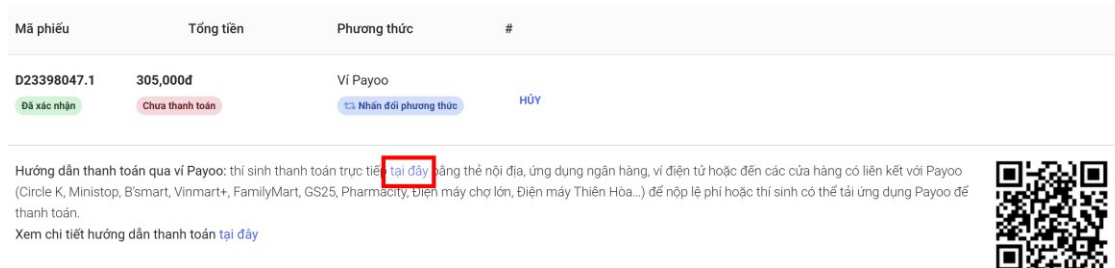 Mã phiếu Tổng tiền Phương thức #
D23398047.1 305,000đ Ví Payoo
Đã xác nhận Chưa thanh toán Nhấn đổi phương thức HỦY
Hướng dẫn thanh toán qua ví Payoo: thí sinh thanh toán trực tiếp tại đây bằng thẻ nội địa, ứng dụng ngân hàng, ví điện tử hoặc đến các cửa hàng có liên kết với Payoo
(Circle K, Ministop, B'smart, Vinmart+, FamilyMart, GS25, Pharmacity, Điện máy chợ lớn, Điện máy Thiên Hòa...) để nộp lệ phí hoặc thí sinh có thể tải ứng dụng Payoo để
thanh toán.
Xem chi tiết hướng dẫn thanh toán tại đây